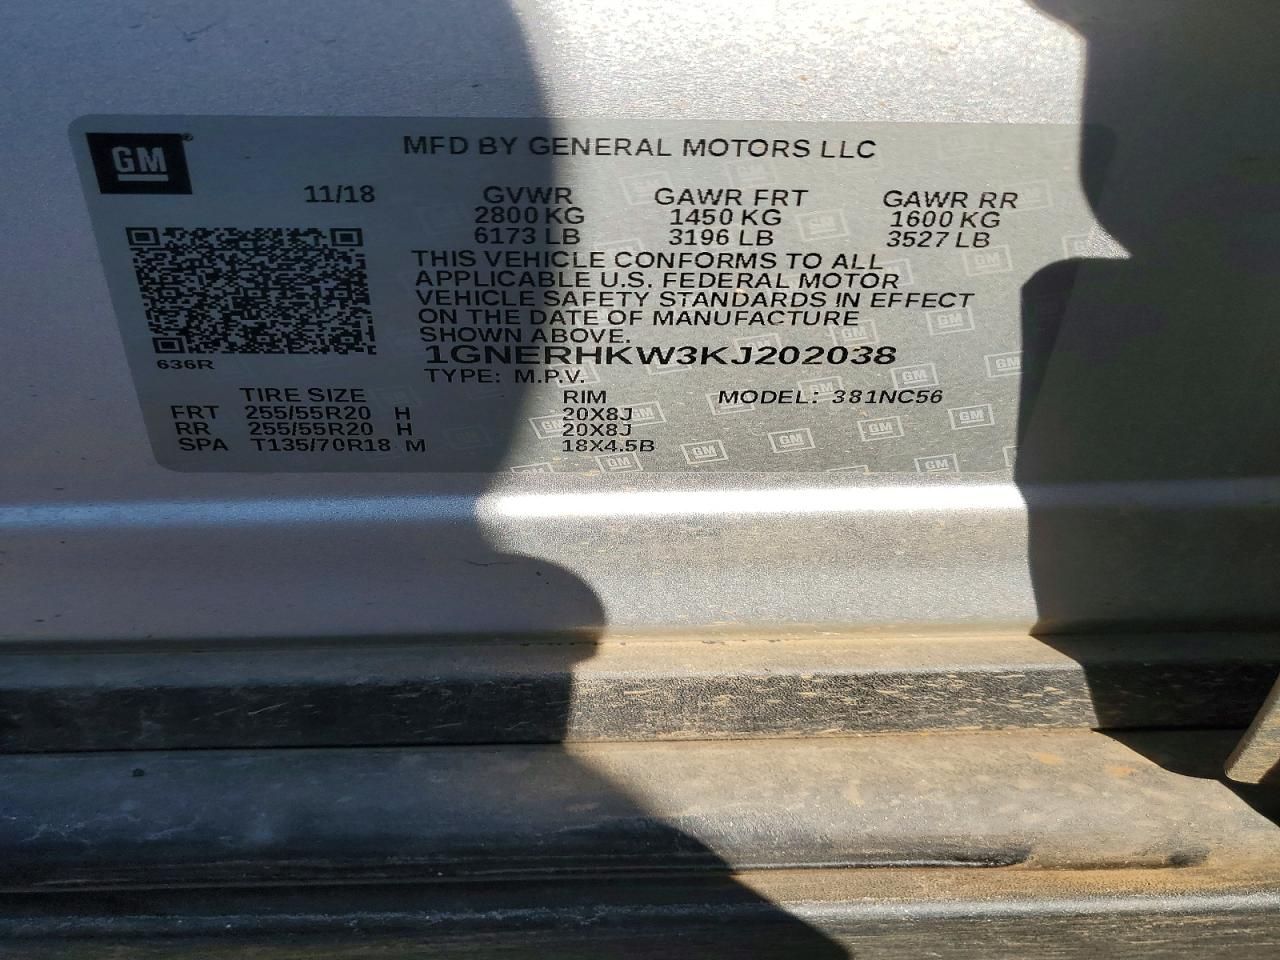 GM
MFD BY GENERAL MOTORS LLC
11/18 GVWR GAWR FRT GAWR RR
2800 KG 1450 KG 1600 KG
6173 LB 3196 LB 3527 LB
THIS VEHICLE CONFORMS TO ALL
APPLICABLE U.S. FEDERAL MOTOR
VEHICLE SAFETY STANDARDS IN EFFECT
ON THE DATE OF MANUFACTURE
SHOWN ABOVE.
1GNERHKW3KJ202038
636R
TYPE: M.P.V.
TIRE SIZE RIM MODEL: 381NC56
FRT 255/55R20 H 20X8J
RR 255/55R20 H 20X8J
SPA T135/70R18 M 18X4.5B